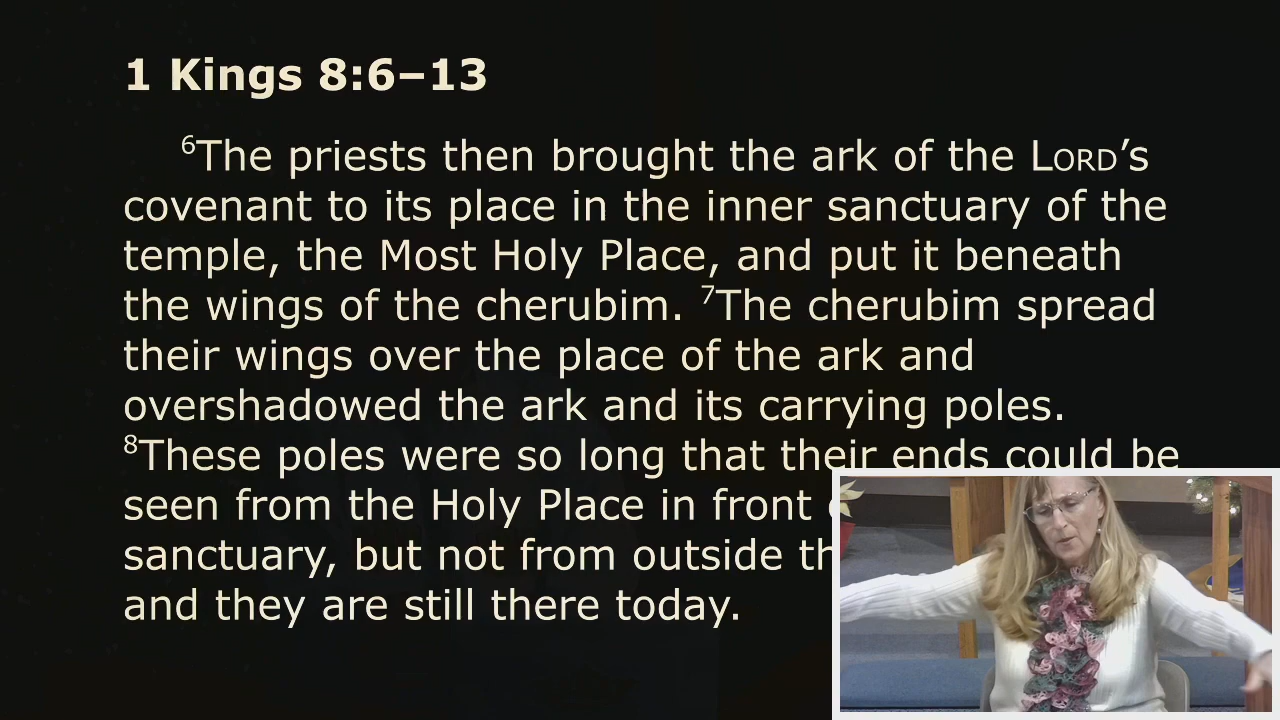 1 Kings 8:6–13
⁶The priests then brought the ark of the LORD’s
covenant to its place in the inner sanctuary of the
temple, the Most Holy Place, and put it beneath
the wings of the cherubim. ⁷The cherubim spread
their wings over the place of the ark and
overshadowed the ark and its carrying poles.
⁸These poles were so long that their ends could be
seen from the Holy Place in front
sanctuary, but not from outside
and they are still there today.